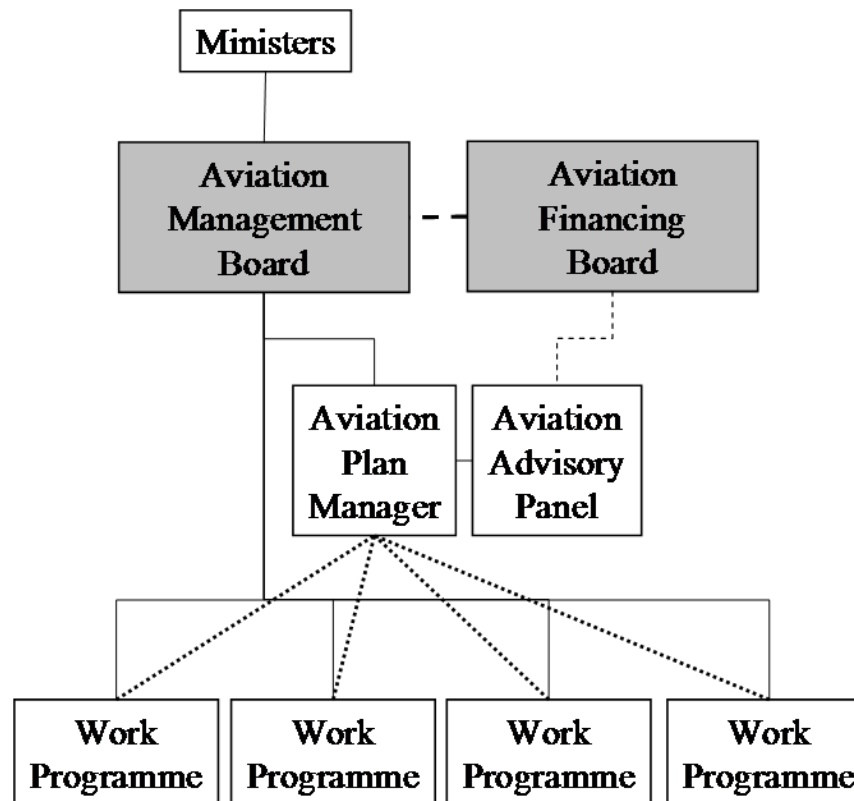 Ministers
Aviation
Management
Board
Aviation
Financing
Board
Aviation
Plan
Manager
Aviation
Advisory
Panel
Work
Programme
Work
Programme
Work
Programme
Work
Programme